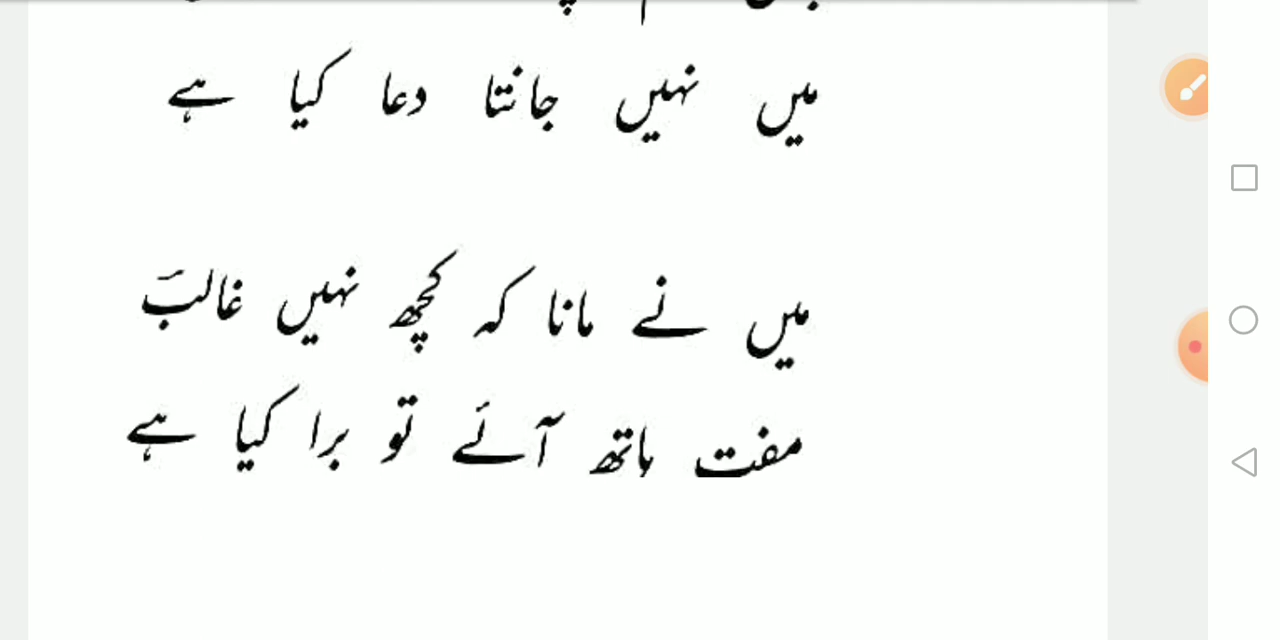 میں نہیں جانتا دعا کیا ہے
میں نے مانا کہ کچھ نہیں غالبؔ
مفت ہاتھ آئے تو برا کیا ہے